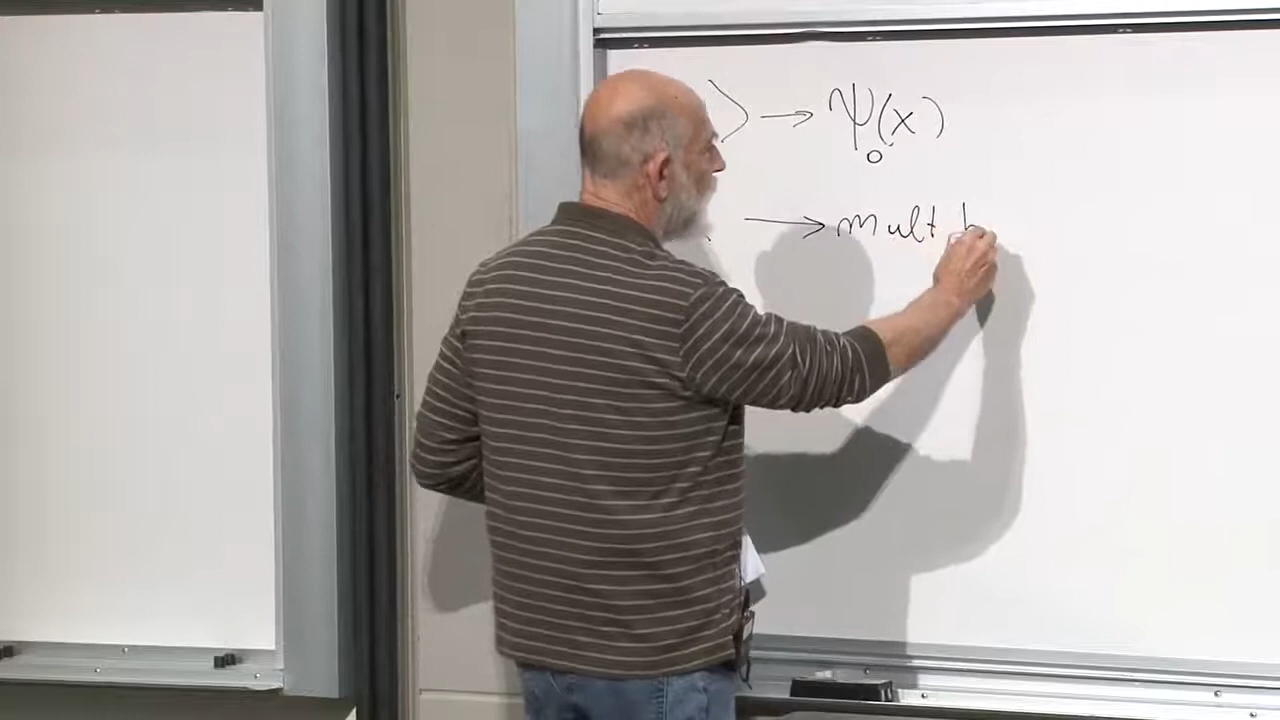 ⟩ → ψ₀(x)
→ mult b